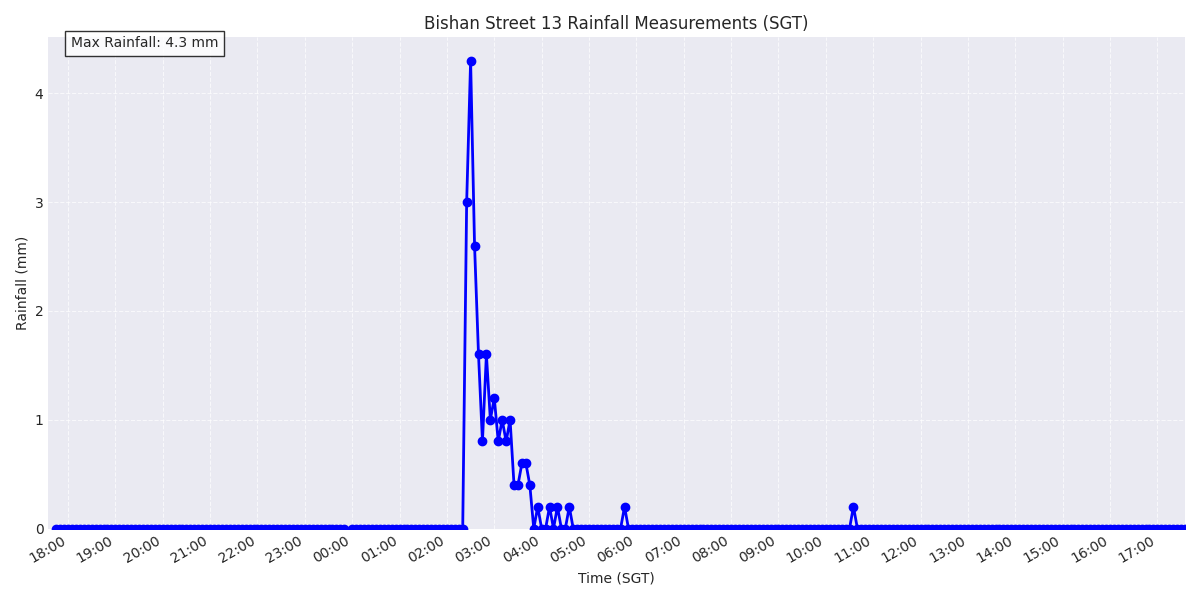 Bishan Street 13 Rainfall Measurements (SGT)
Max Rainfall: 4.3 mm
Rainfall (mm)
4
3
2
1
0
18:00 19:00 20:00 21:00 22:00 23:00 00:00 01:00 02:00 03:00 04:00 05:00 06:00 07:00 08:00 09:00 10:00 11:00 12:00 13:00 14:00 15:00 16:00 17:00
Time (SGT)